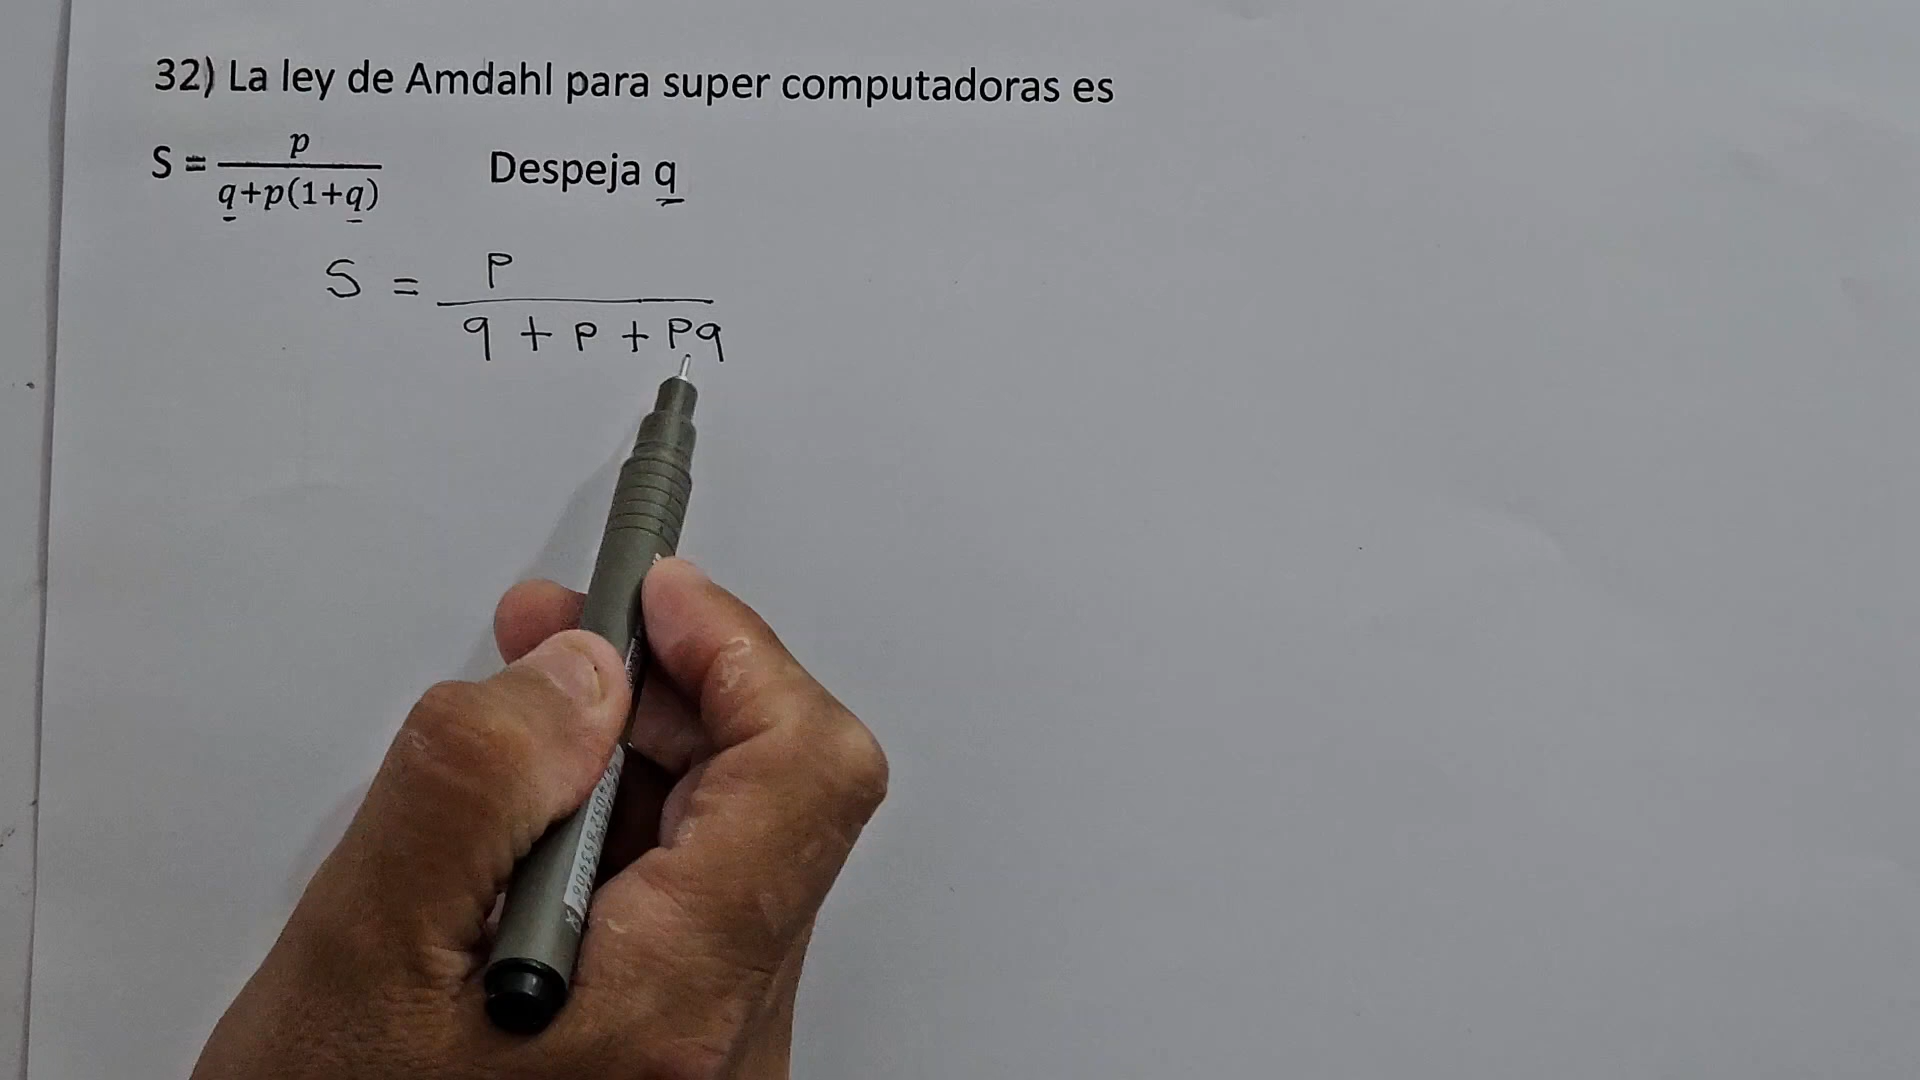 32) La ley de Amdahl para super computadoras es
S = p / q+p(1+q) Despeja q
S = P / q + P + Pq